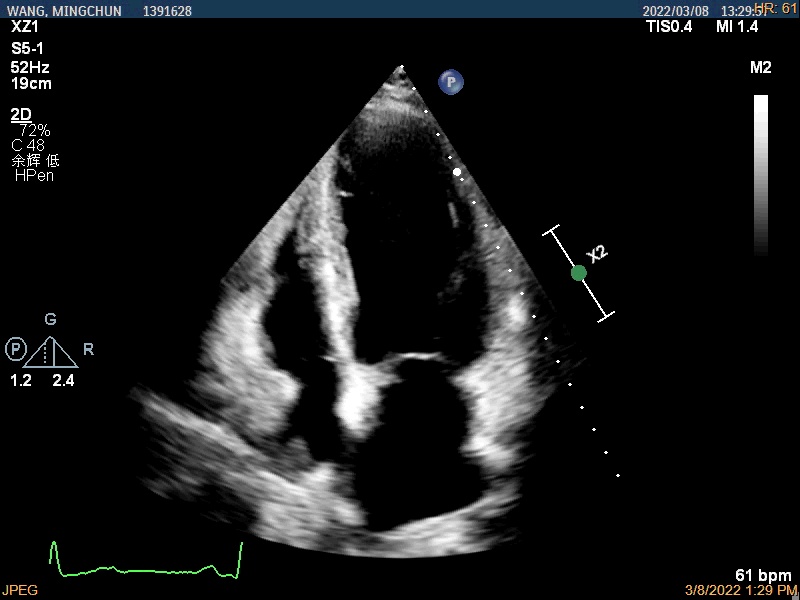 WANG, MINGCHUN 1391628 2022/03/08 13:29:57
HR: 61
XZ1
TIS0.4 MI 1.4
S5-1
52Hz
19cm
M2
2D
72%
C 48
余辉 低
HPen
P
X2
G
P R
1.2 2.4
61 bpm
JPEG
3/8/2022 1:29 PM